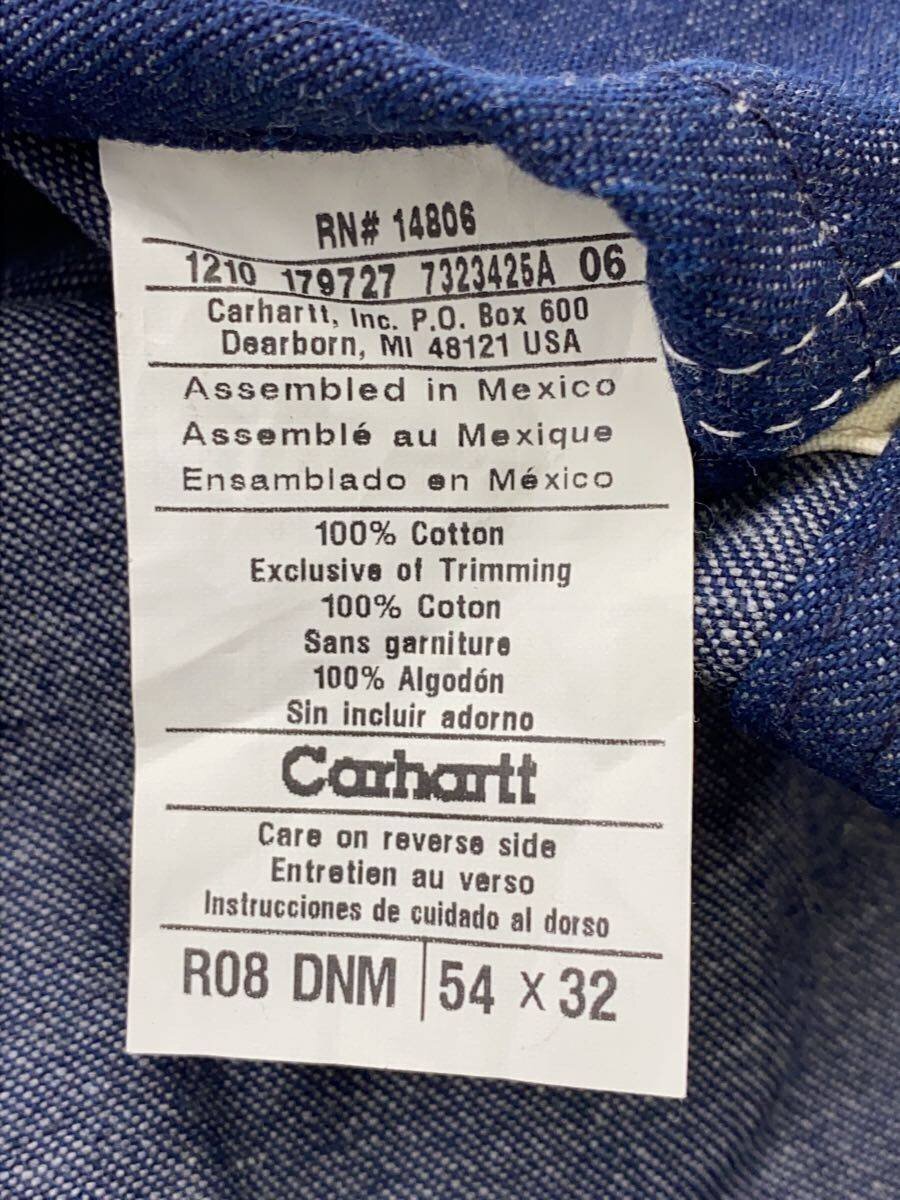 RN# 14806
1210 179727 7323425A 06
Carhartt, Inc. P.O. Box 600
Dearborn, MI 48121 USA
Assembled in Mexico
Assemblé au Mexique
Ensamblado en México
100% Cotton
Exclusive of Trimming
100% Coton
Sans garniture
100% Algodón
Sin incluir adorno
Carhartt
Care on reverse side
Entretien au verso
Instrucciones de cuidado al dorso
R08 DNM 54 X 32